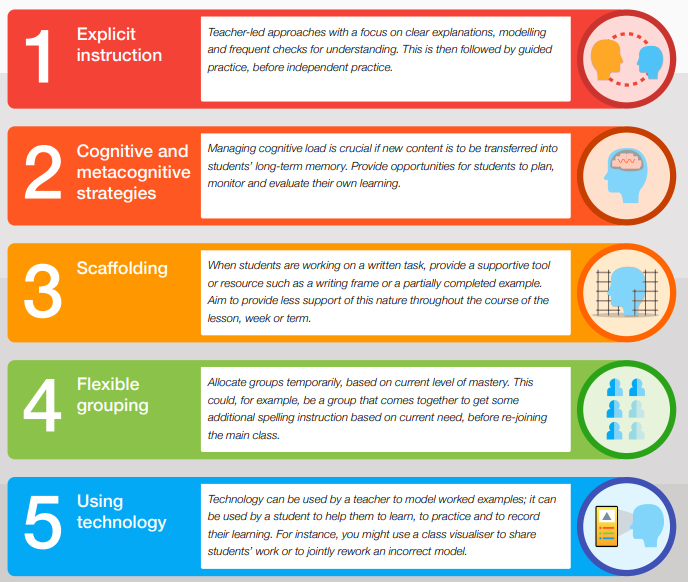 1
Explicit
instruction
Teacher-led approaches with a focus on clear explanations, modelling
and frequent checks for understanding. This is then followed by guided
practice, before independent practice.
2
Cognitive and
metacognitive
strategies
Managing cognitive load is crucial if new content is to be transferred into
students’ long-term memory. Provide opportunities for students to plan,
monitor and evaluate their own learning.
3
Scaffolding
When students are working on a written task, provide a supportive tool
or resource such as a writing frame or a partially completed example.
Aim to provide less support of this nature throughout the course of the
lesson, week or term.
4
Flexible
grouping
Allocate groups temporarily, based on current level of mastery. This
could, for example, be a group that comes together to get some
additional spelling instruction based on current need, before re-joining
the main class.
5
Using
technology
Technology can be used by a teacher to model worked examples; it can
be used by a student to help them to learn, to practice and to record
their learning. For instance, you might use a class visualiser to share
students’ work or to jointly rework an incorrect model.